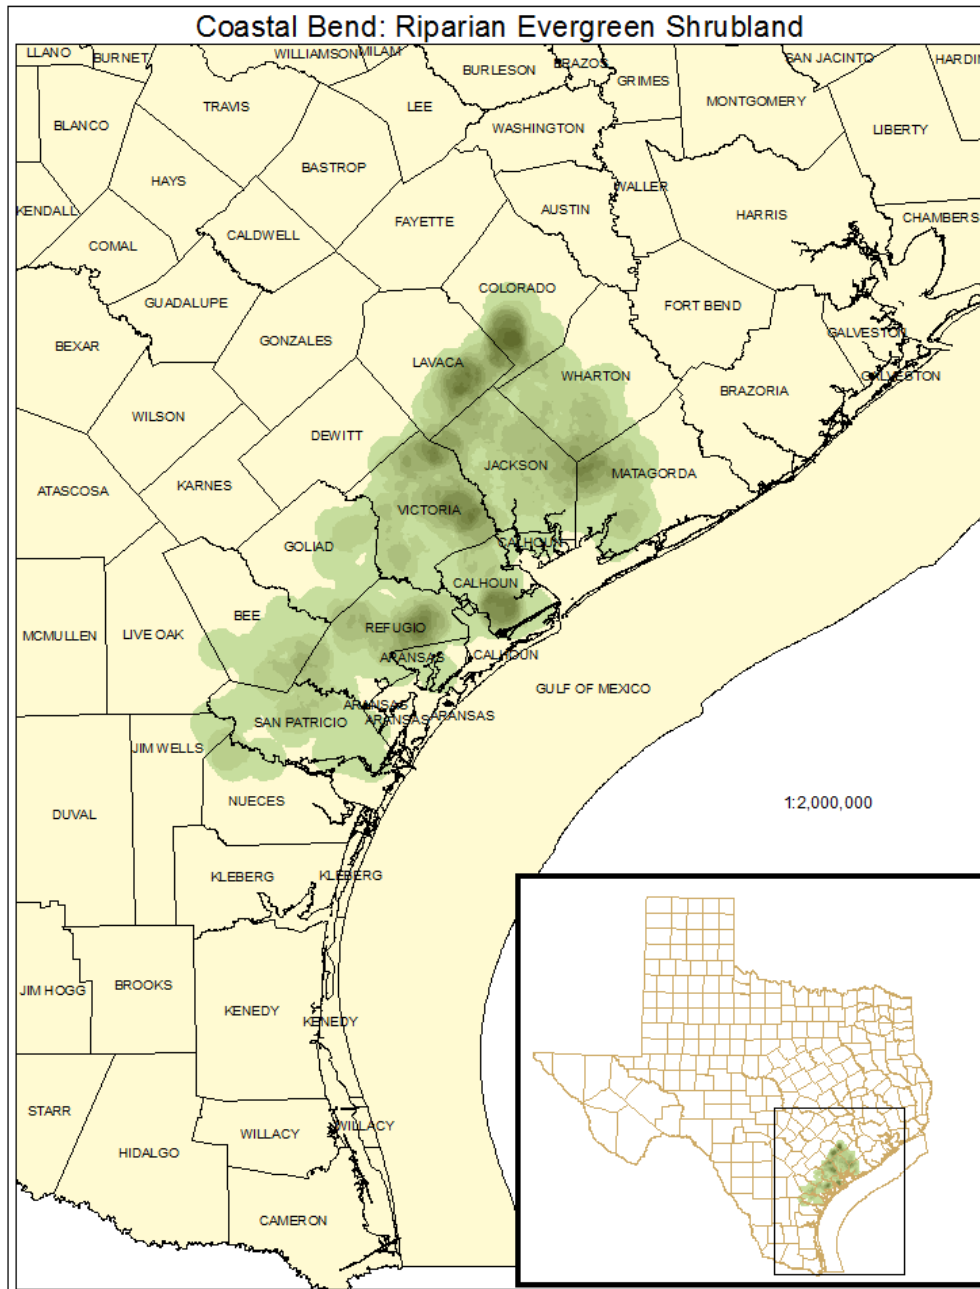 Coastal Bend: Riparian Evergreen Shrubland
LLANO
BURNET
WILLIAMSON
MILAM
BURLESON
BRAZOS
GRIMES
SAN JACINTO
HARDIN
BLANCO
TRAVIS
LEE
WASHINGTON
MONTGOMERY
LIBERTY
HAYS
BASTROP
KENDALL
COMAL
CALDWELL
FAYETTE
AUSTIN
WALLER
HARRIS
CHAMBERS
GUADALUPE
COLORADO
FORT BEND
BEXAR
GONZALES
LAVACA
WHARTON
GALVESTON
GALVESTON
BRAZORIA
WILSON
DEWITT
JACKSON
MATAGORDA
ATASCOSA
KARNES
VICTORIA
GOLIAD
CALHOUN
CALHOUN
BEE
MCMULLEN
LIVE OAK
REFUGIO
ARANSAS
CALHOUN
GULF OF MEXICO
ARANSAS
ARANSAS
ARANSAS
SAN PATRICIO
JIM WELLS
NUECES
1:2,000,000
DUVAL
KLEBERG
KLEBERG
JIM HOGG
BROOKS
KENEDY
KENEDY
STARR
HIDALGO
WILLACY
WILLACY
CAMERON